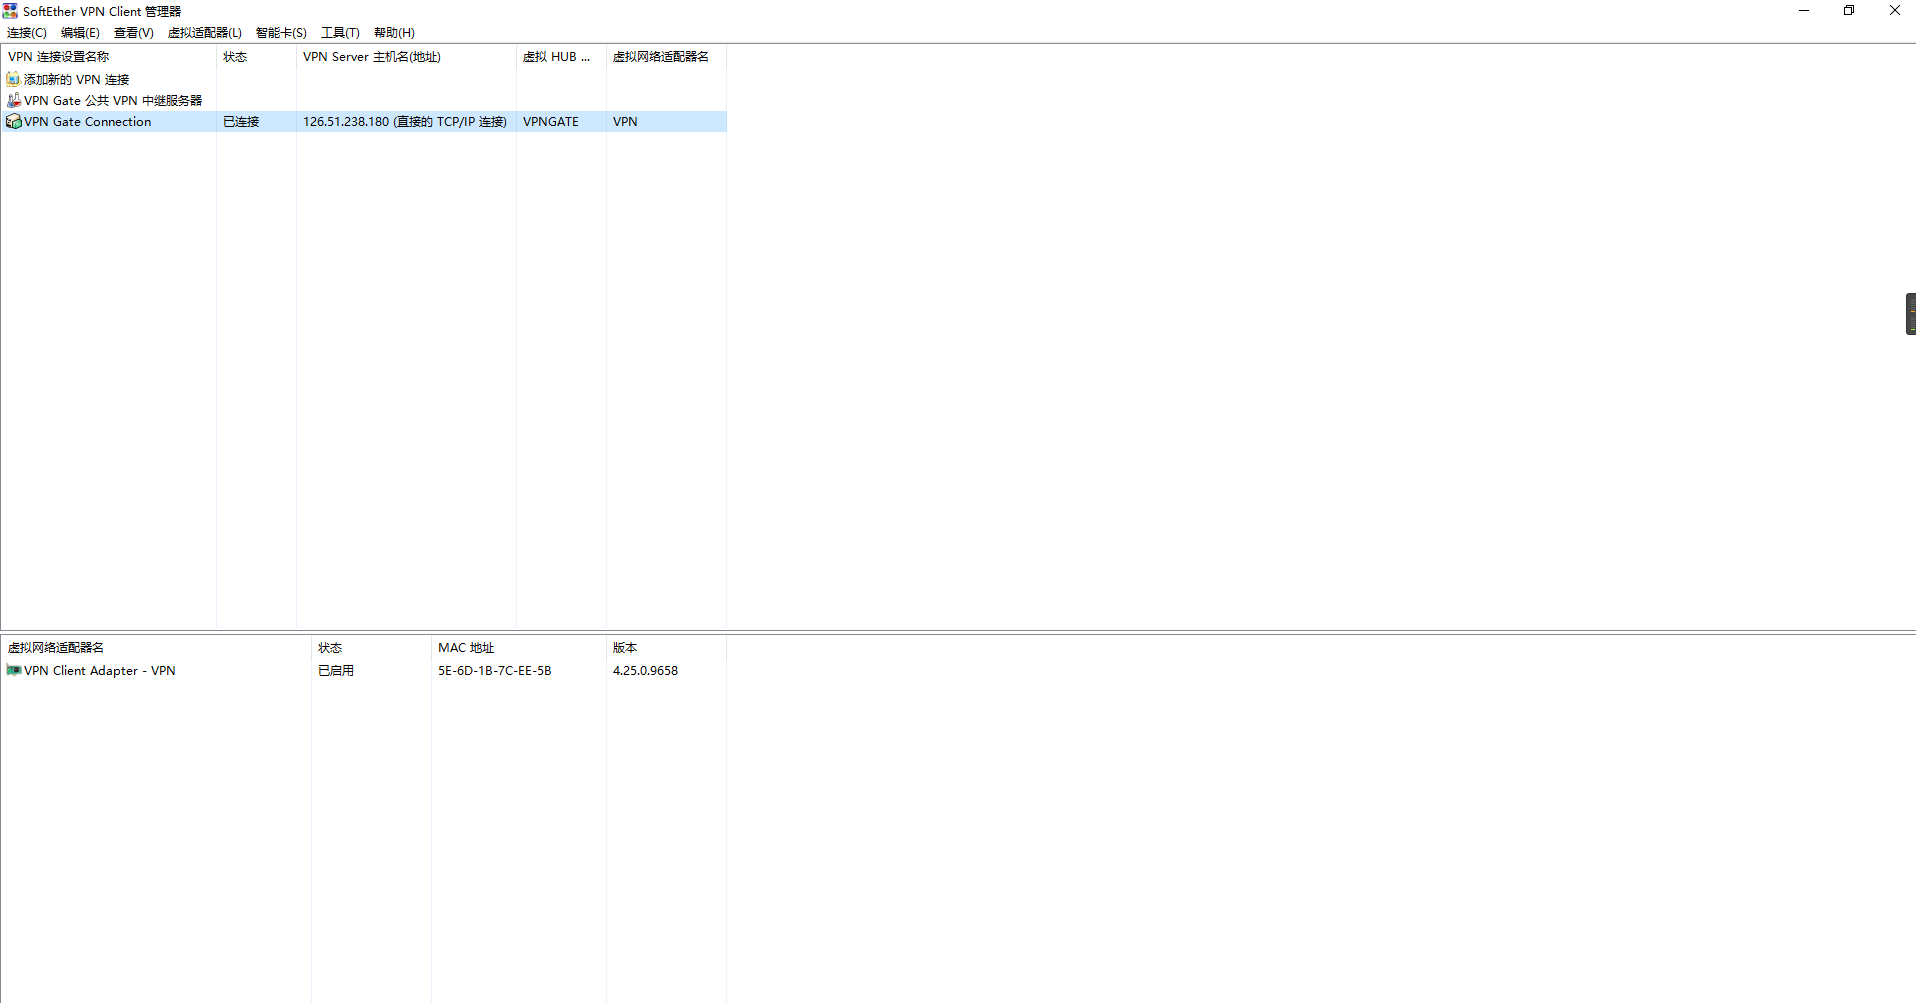 SoftEther VPN Client 管理器
连接(C) 编辑(E) 查看(V) 虚拟适配器(L) 智能卡(S) 工具(T) 帮助(H)
VPN 连接设置名称 状态 VPN Server 主机名(地址) 虚拟 HUB ... 虚拟网络适配器名
添加新的 VPN 连接
VPN Gate 公共 VPN 中继服务器
VPN Gate Connection 已连接 126.51.238.180 (直接的 TCP/IP 连接) VPNGATE VPN
虚拟网络适配器名 状态 MAC 地址 版本
VPN Client Adapter - VPN 已启用 5E-6D-1B-7C-EE-5B 4.25.0.9658